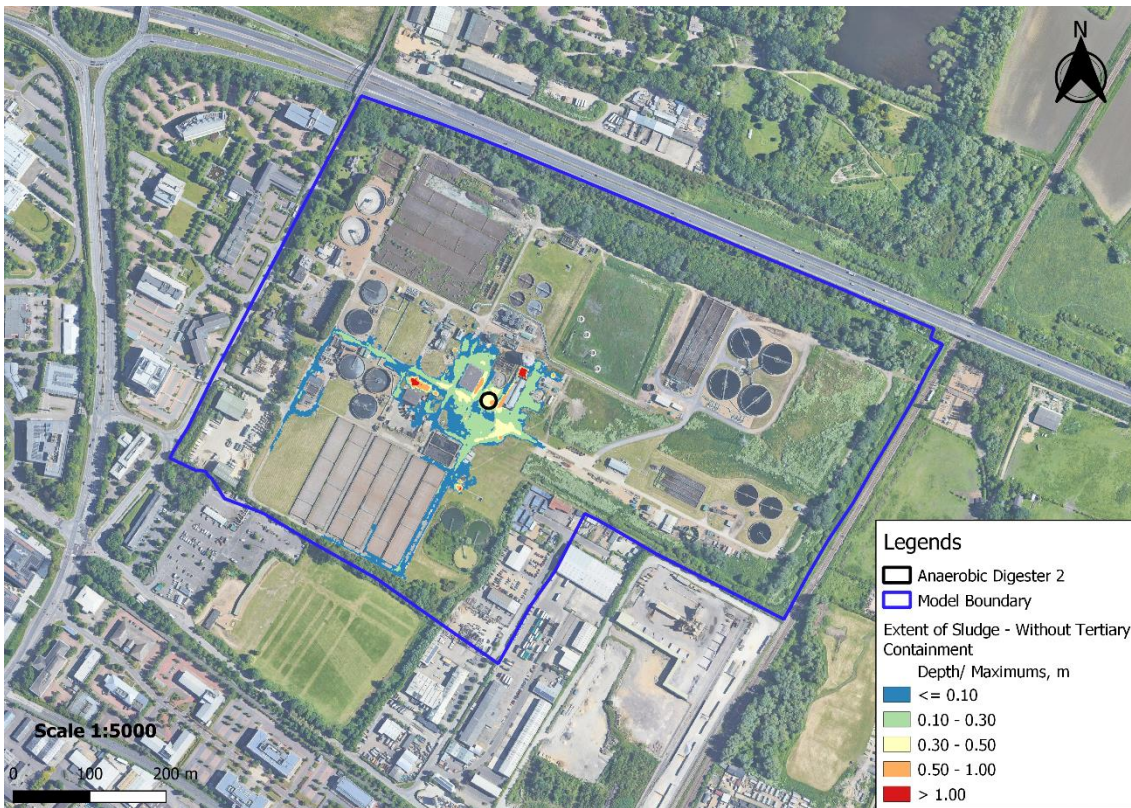 N
Legends
Anaerobic Digester 2
Model Boundary
Extent of Sludge - Without Tertiary
Containment
Depth/ Maximums, m
<= 0.10
0.10 - 0.30
0.30 - 0.50
0.50 - 1.00
> 1.00
Scale 1:5000
0 100 200 m